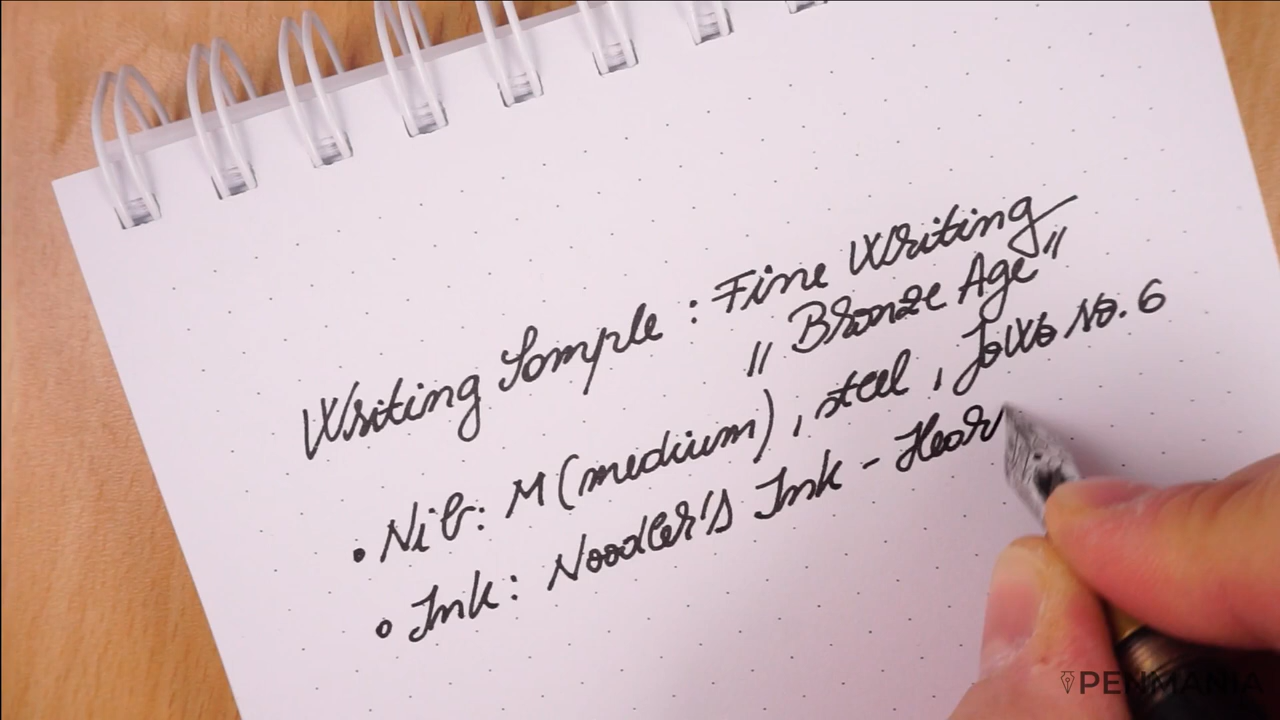 Writing Sample : Fine Writing
"Bronze Age"
• Nib: M (medium), steel, JoWo No. 6
• Ink: Noodler's Ink - Hear
PENMANIA